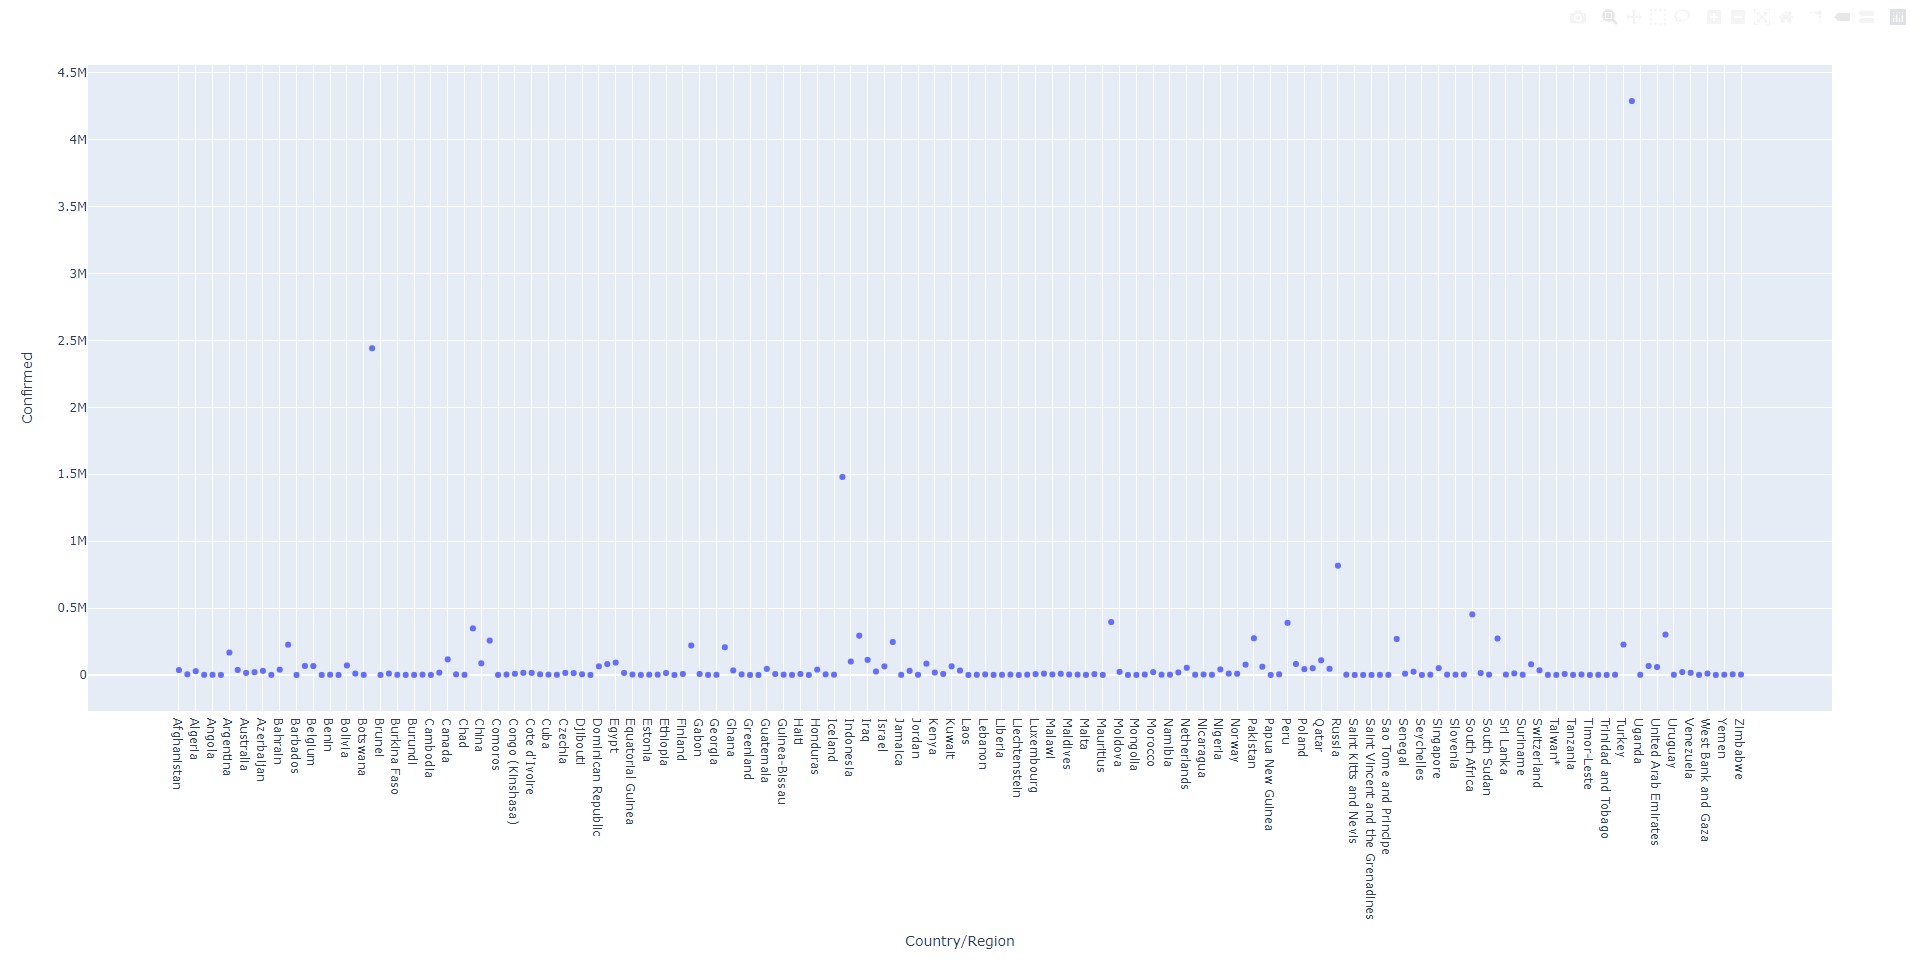 4.5M
4M
3.5M
3M
2.5M
2M
1.5M
1M
0.5M
0
Confirmed
Afghanistan
Algeria
Angola
Argentina
Australia
Azerbaijan
Bahrain
Barbados
Belgium
Benin
Bolivia
Botswana
Brunei
Burkina Faso
Burundi
Cambodia
Canada
Chad
China
Comoros
Congo (Kinshasa)
Cote d'Ivoire
Cuba
Czechia
Djibouti
Dominican Republic
Egypt
Equatorial Guinea
Estonia
Ethiopia
Finland
Gabon
Georgia
Ghana
Greenland
Guatemala
Guinea-Bissau
Haiti
Honduras
Iceland
Indonesia
Iraq
Israel
Jamaica
Jordan
Kenya
Kuwait
Laos
Lebanon
Liberia
Liechtenstein
Luxembourg
Malawi
Maldives
Malta
Mauritius
Moldova
Mongolia
Morocco
Namibia
Netherlands
Nicaragua
Nigeria
Norway
Pakistan
Papua New Guinea
Peru
Poland
Qatar
Russia
Saint Kitts and Nevis
Saint Vincent and the Grenadines
Sao Tome and Principe
Senegal
Seychelles
Singapore
Slovenia
South Africa
South Sudan
Sri Lanka
Suriname
Switzerland
Taiwan*
Tanzania
Timor-Leste
Trinidad and Tobago
Turkey
Uganda
United Arab Emirates
Uruguay
Venezuela
West Bank and Gaza
Yemen
Zimbabwe
Country/Region